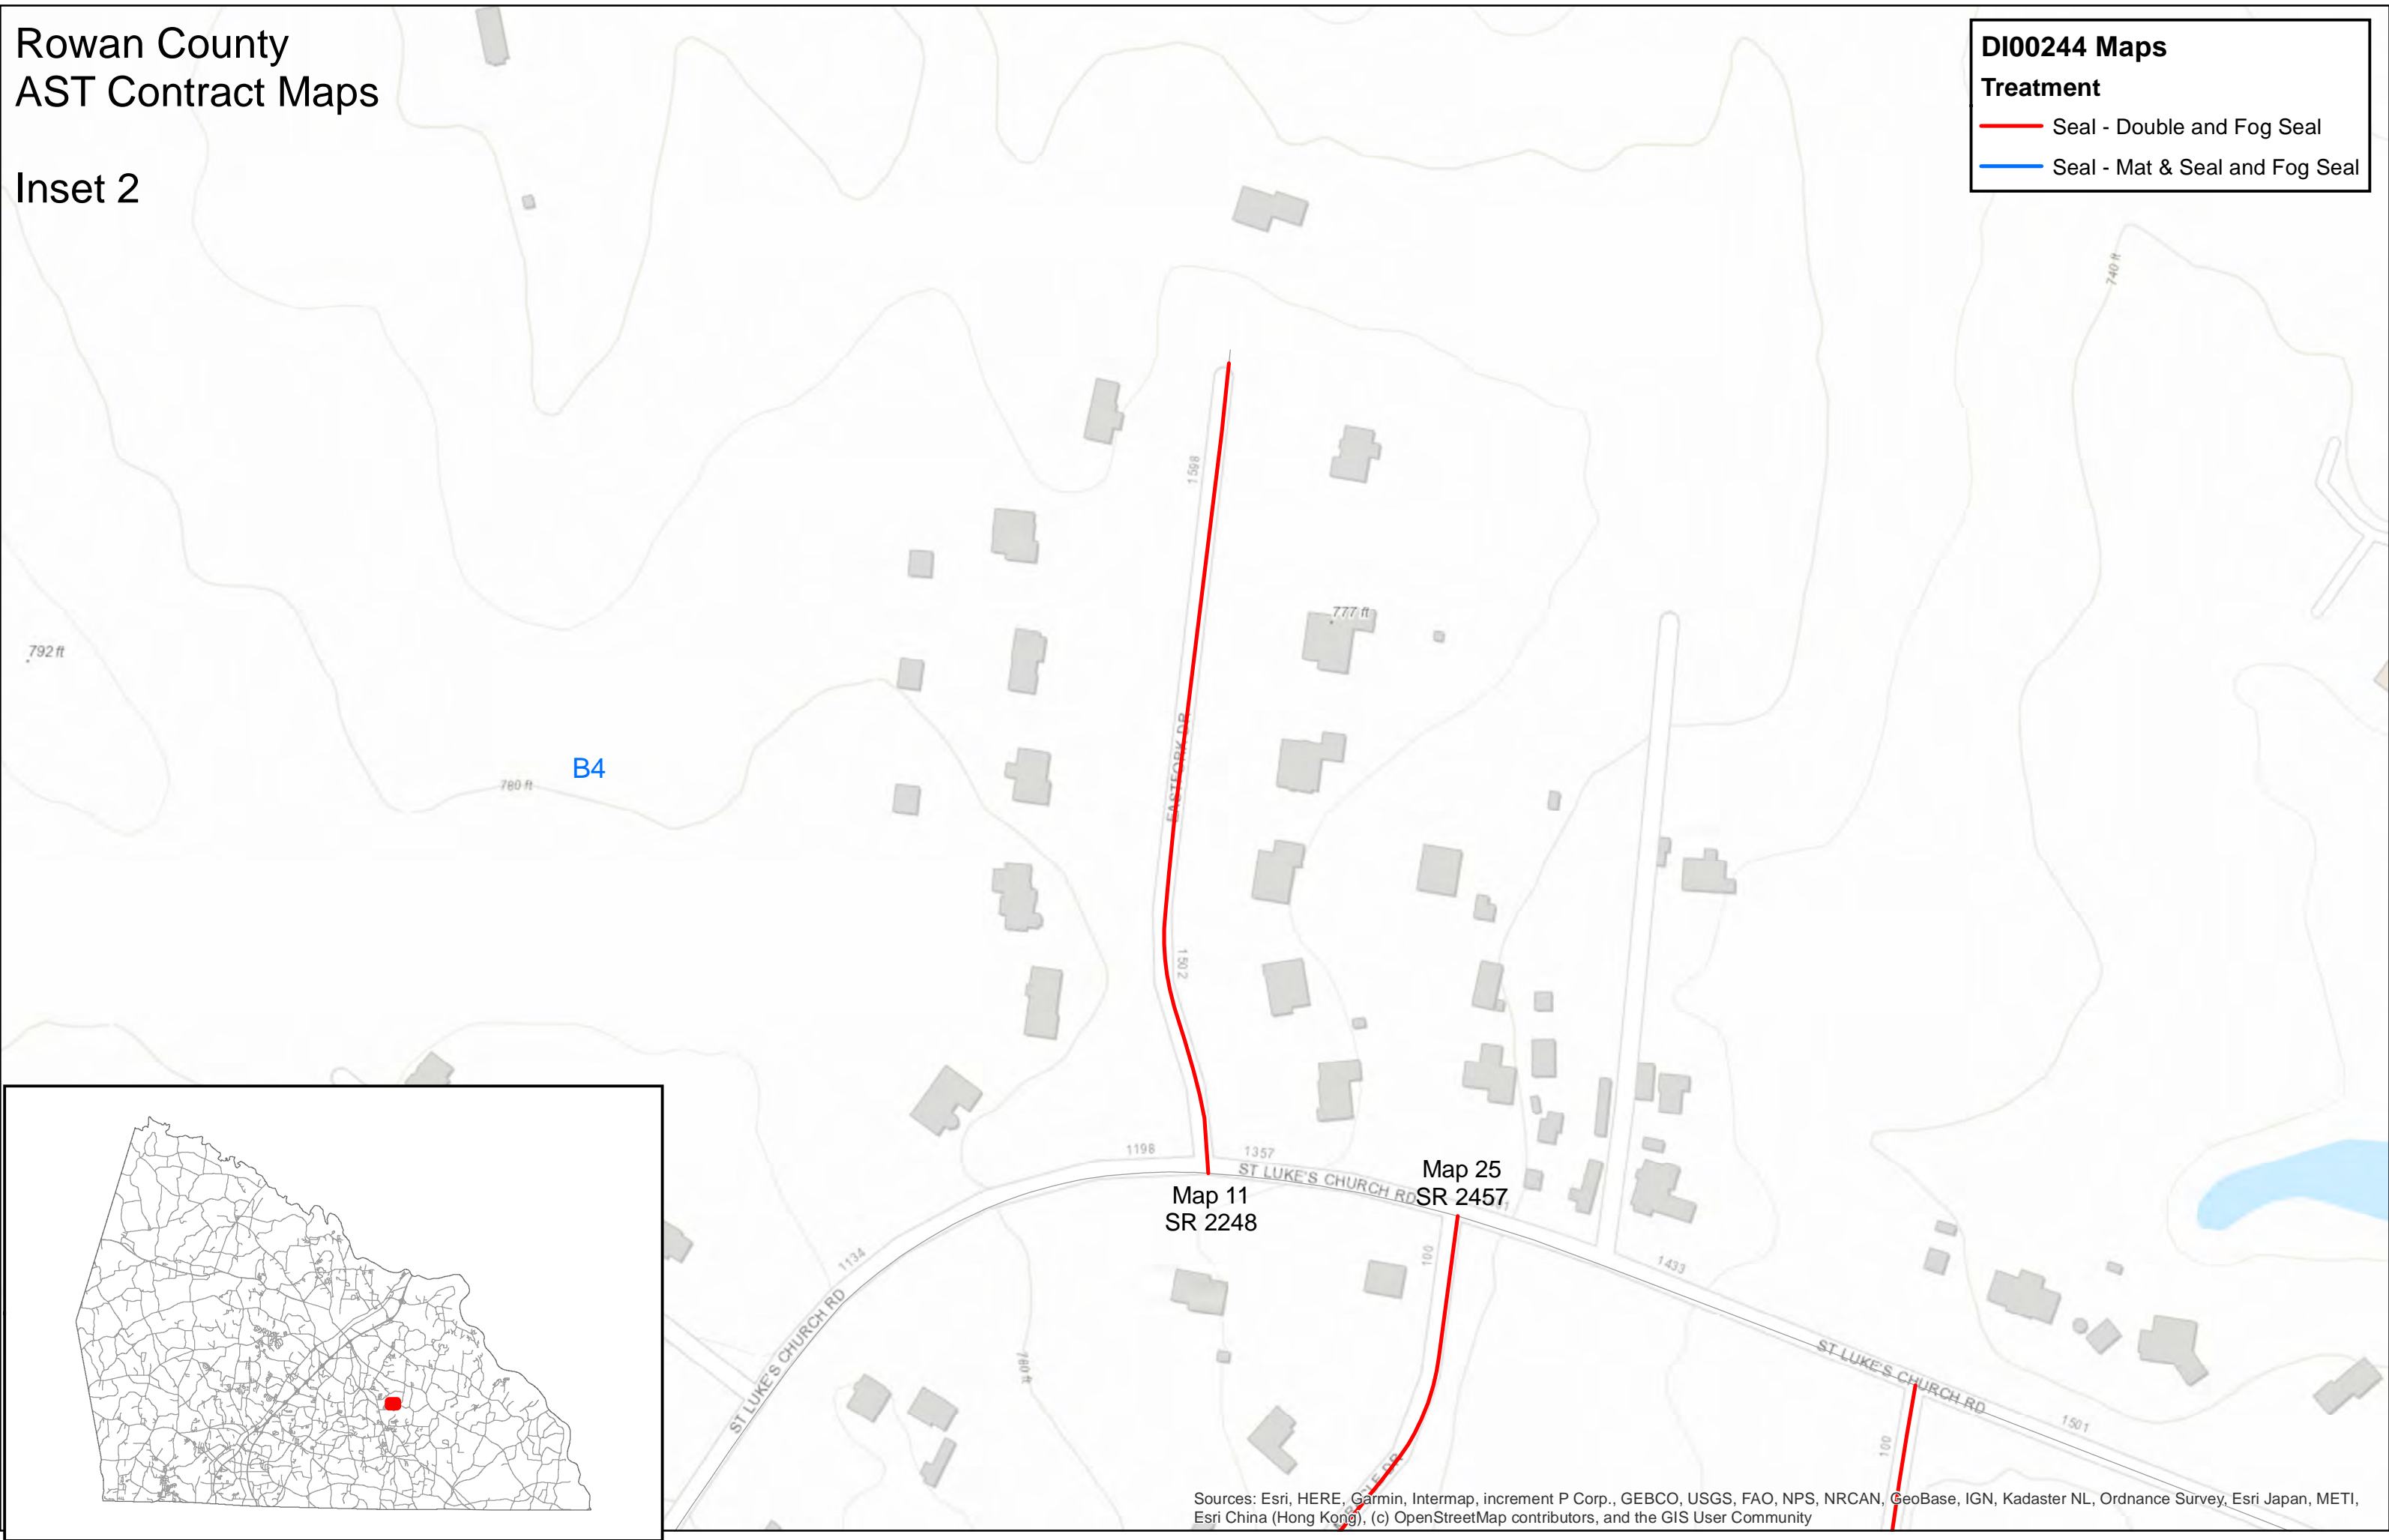 Rowan County
AST Contract Maps
Inset 2
DI00244 Maps
Treatment
Seal - Double and Fog Seal
Seal - Mat & Seal and Fog Seal
740 ft
1598
777 ft
792 ft
EASTFORK DR
B4
780 ft
1502
1198
1357
ST LUKE'S CHURCH RD
Map 25
SR 2457
Map 11
SR 2248
100
1134
1433
ST LUKE'S CHURCH RD
780 ft
ST LUKE'S CHURCH RD
1501
100
DR
Sources: Esri, HERE, Garmin, Intermap, increment P Corp., GEBCO, USGS, FAO, NPS, NRCAN, GeoBase, IGN, Kadaster NL, Ordnance Survey, Esri Japan, METI,
Esri China (Hong Kong), (c) OpenStreetMap contributors, and the GIS User Community